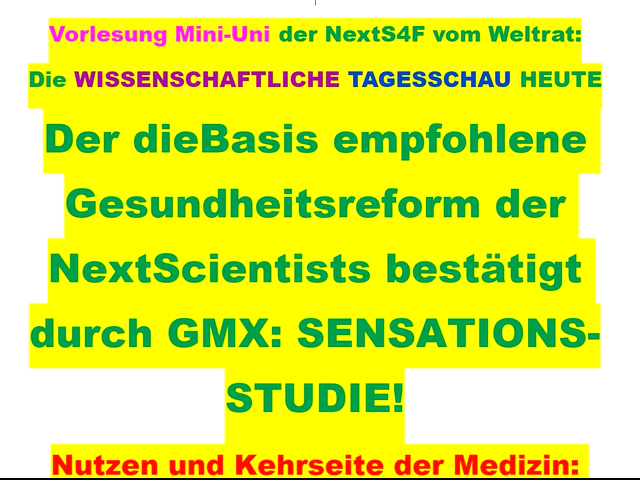 Vorlesung Mini-Uni der NextS4F vom Weltrat:
Die WISSENSCHAFTLICHE TAGESSCHAU HEUTE
Der dieBasis empfohlene
Gesundheitsreform der
NextScientists bestätigt
durch GMX: SENSATIONS-
STUDIE!
Nutzen und Kehrseite der Medizin: